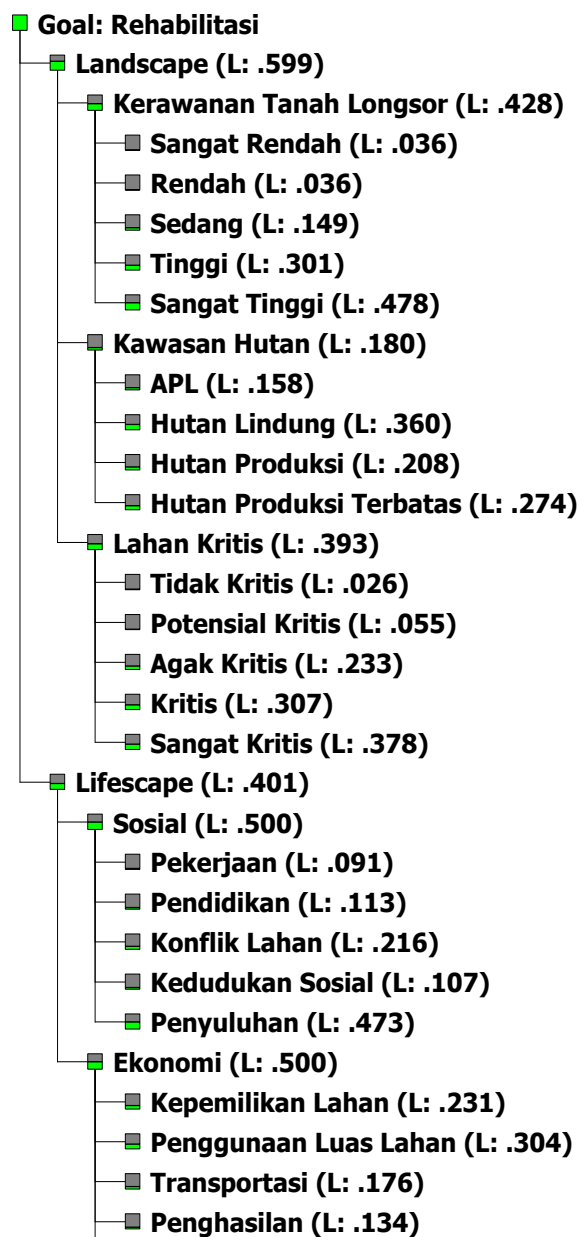 Goal: Rehabilitasi
Landscape (L: .599)
Kerawanan Tanah Longsor (L: .428)
Sangat Rendah (L: .036)
Rendah (L: .036)
Sedang (L: .149)
Tinggi (L: .301)
Sangat Tinggi (L: .478)
Kawasan Hutan (L: .180)
APL (L: .158)
Hutan Lindung (L: .360)
Hutan Produksi (L: .208)
Hutan Produksi Terbatas (L: .274)
Lahan Kritis (L: .393)
Tidak Kritis (L: .026)
Potensial Kritis (L: .055)
Agak Kritis (L: .233)
Kritis (L: .307)
Sangat Kritis (L: .378)
Lifescape (L: .401)
Sosial (L: .500)
Pekerjaan (L: .091)
Pendidikan (L: .113)
Konflik Lahan (L: .216)
Kedudukan Sosial (L: .107)
Penyuluhan (L: .473)
Ekonomi (L: .500)
Kepemilikan Lahan (L: .231)
Penggunaan Luas Lahan (L: .304)
Transportasi (L: .176)
Penghasilan (L: .134)